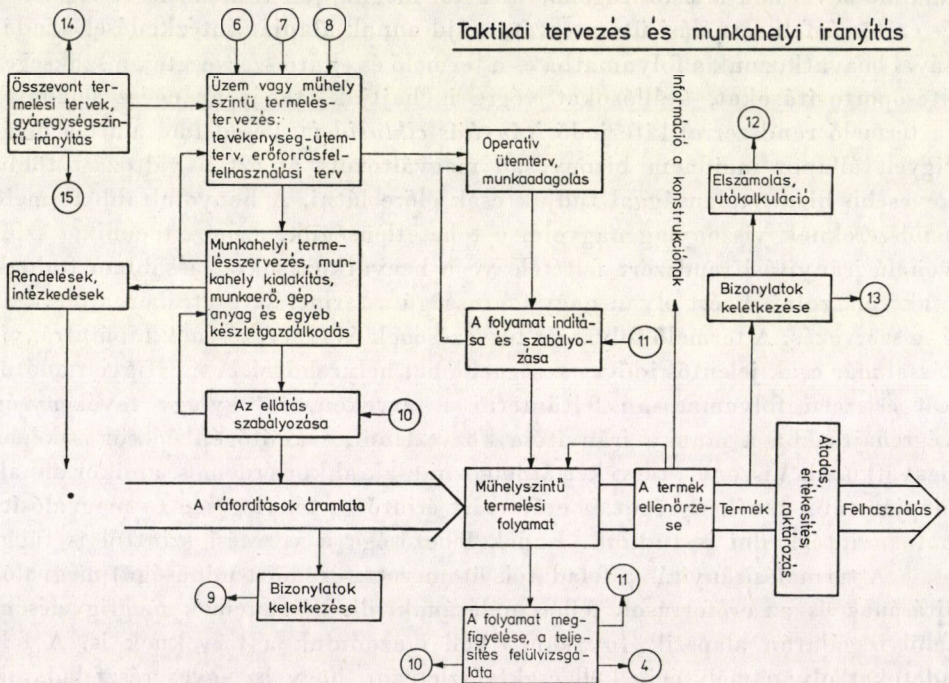 Taktikai tervezés és munkahelyi irányítás
14
6
7
8
Összevont ter-
melési tervek,
gyáregységszin-
tű irányítás
15
Üzem vagy műhely
szintű termelés-
tervezés:
tevékenység,ütem-
terv, erőforrásfel-
felhasználási terv
Operatív
ütemterv,
munkaadagolás
Információ a konstrukciónak
12
Elszámolás,
utókalkuláció
Rendelések,
intézkedések
Munkahelyi terme-
lésszervezés, mun-
kahely kialakítás,
munkaerő, gép
anyag és egyéb
készletgazdálkodás
A folyamat indítá-
sa és szabályo-
zása
11
Bizonylatok
keletkezése
13
Az ellátás
szabályozása
10
Ráfordítások áramlata
Műhelyszintű
termelési
folyamat
A termék
ellenőrzé-
se
Termék
Átadás,
értékesítés,
raktározás
Felhasználás
9
Bizonylatok
keletkezése
11
A folyamat meg-
figyelése, a telje-
sítés felülvizsgá-
lata
10
4